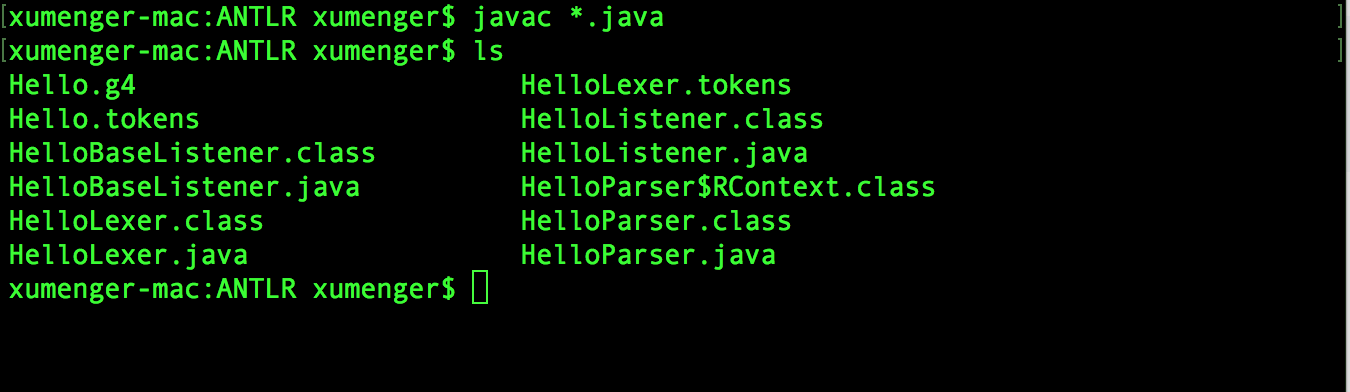 [xumenger-mac:ANTLR xumenger$ javac *.java ]
[xumenger-mac:ANTLR xumenger$ ls ]
Hello.g4 HelloLexer.tokens
Hello.tokens HelloListener.class
HelloBaseListener.class HelloListener.java
HelloBaseListener.java HelloParser$RContext.class
HelloLexer.class HelloParser.class
HelloLexer.java HelloParser.java
xumenger-mac:ANTLR xumenger$